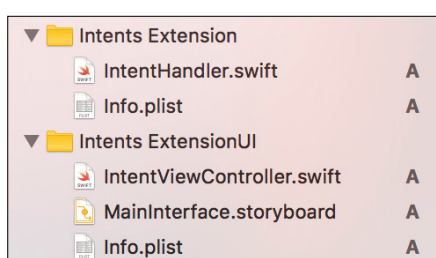 Intents Extension
IntentHandler.swift A
Info.plist A
Intents ExtensionUI
IntentViewController.swift A
MainInterface.storyboard A
Info.plist A